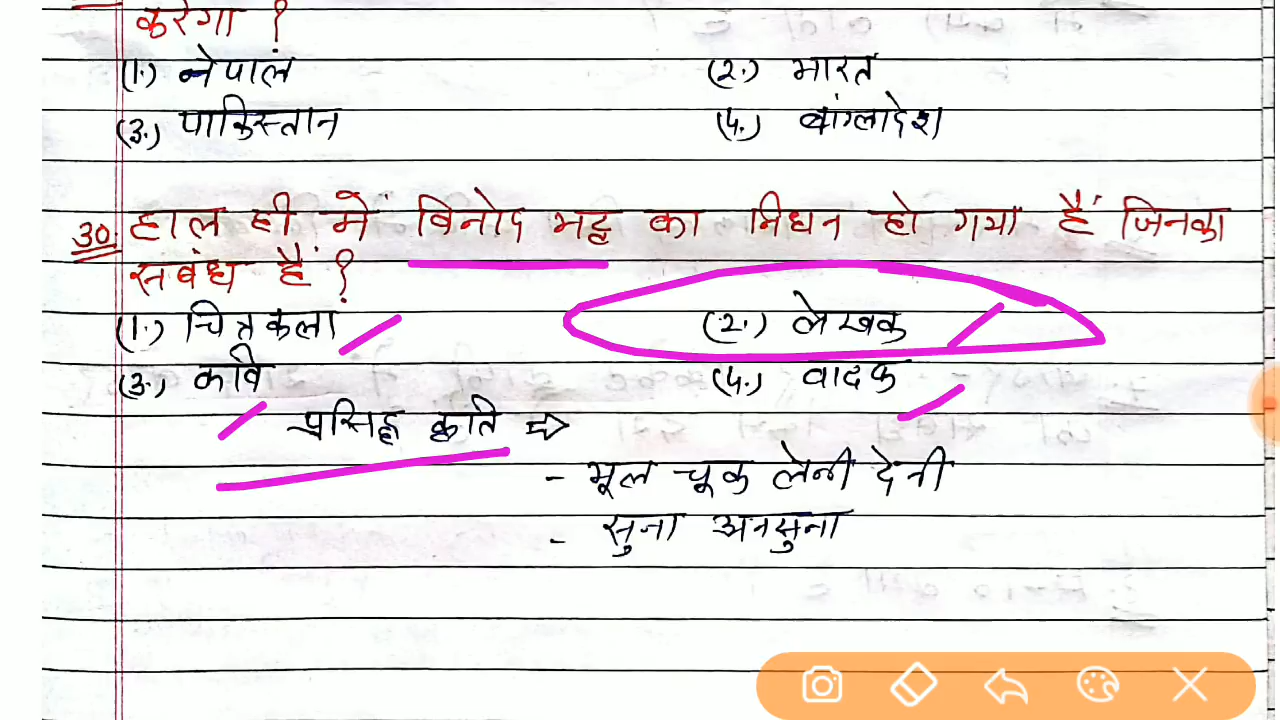 करेगा ?
(1.) नेपाल (2.) भारत
(3.) पाकिस्तान (4.) बांग्लादेश
30. हाल ही में विनोद भट्ट का निधन हो गया हैं जिनका
सबंध हैं ?
(1.) चित्रकला (2.) लेखक
(3.) कवि (4.) वादक
प्रसिद्ध कृति ⇒
- भूल चूक लेनी देनी
- सुना अनसुना